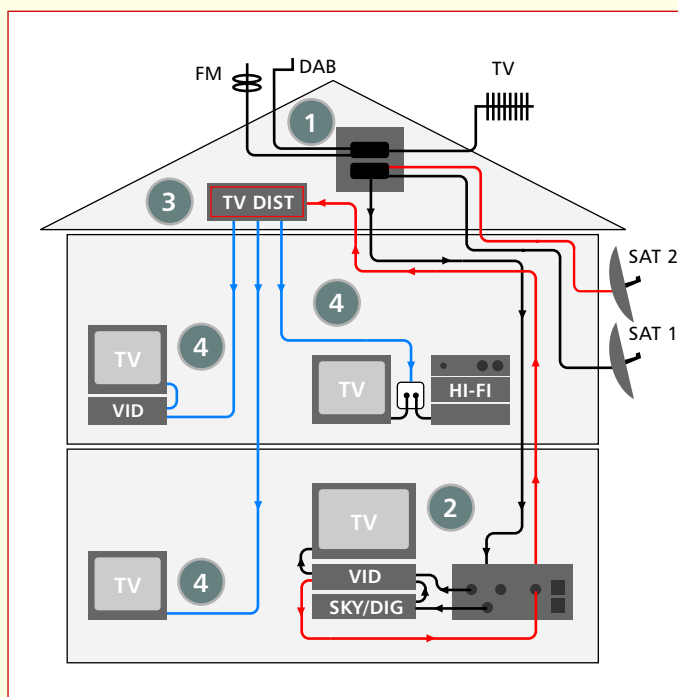 FM
DAB
TV
1
3
TV DIST
SAT 2
4
4
SAT 1
TV
TV
VID
HI-FI
2
TV
TV
4
VID
SKY/DIG